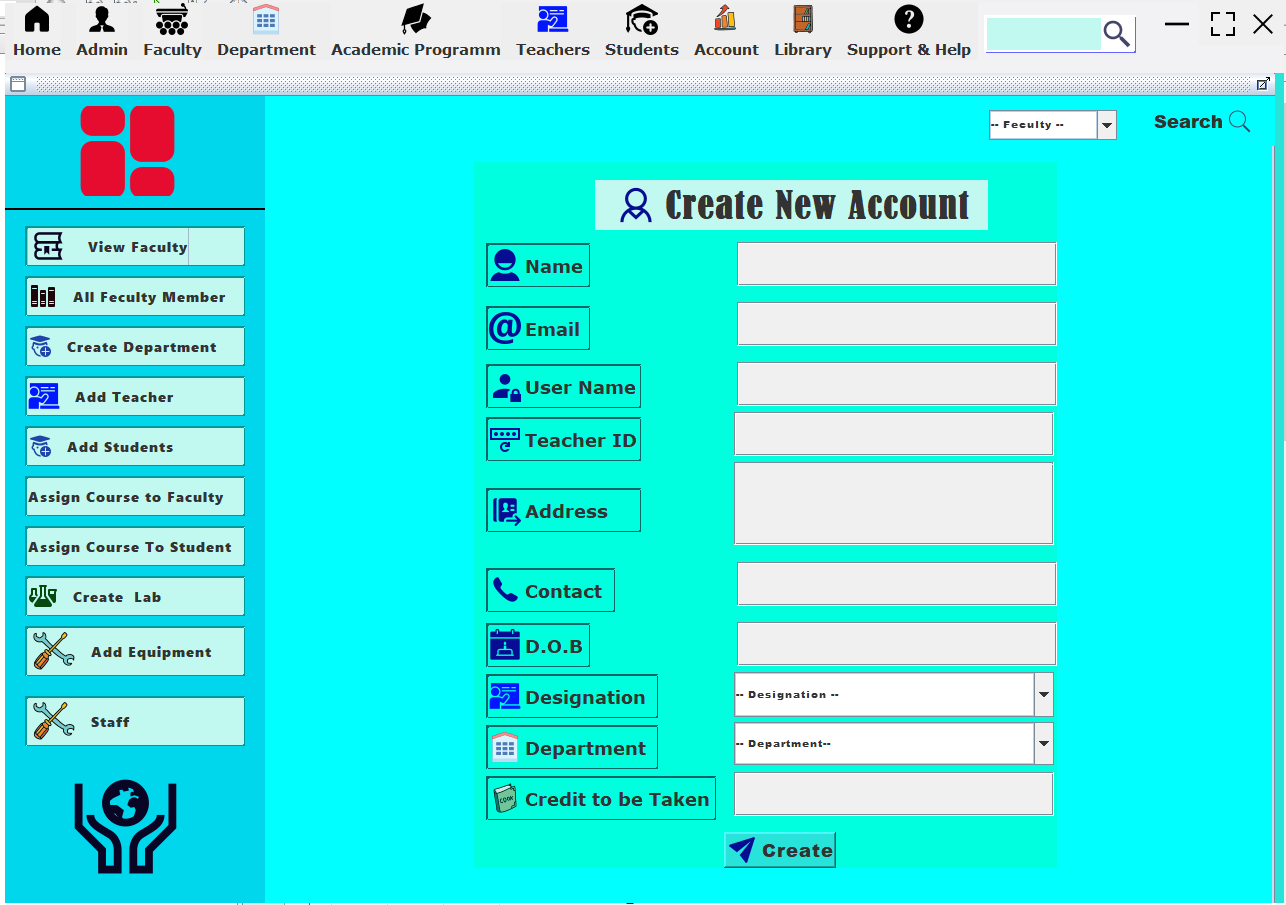 Home Admin Faculty Department Academic Programm Teachers Students Account Library Support & Help
-- Feculty --
Search
Create New Account
View Faculty
All Feculty Member
Create Department
Add Teacher
Add Students
Assign Course to Faculty
Assign Course To Student
Create Lab
Add Equipment
Staff
Name
Email
User Name
Teacher ID
Address
Contact
D.O.B
Designation
-- Designation --
Department
-- Department--
Credit to be Taken
Create